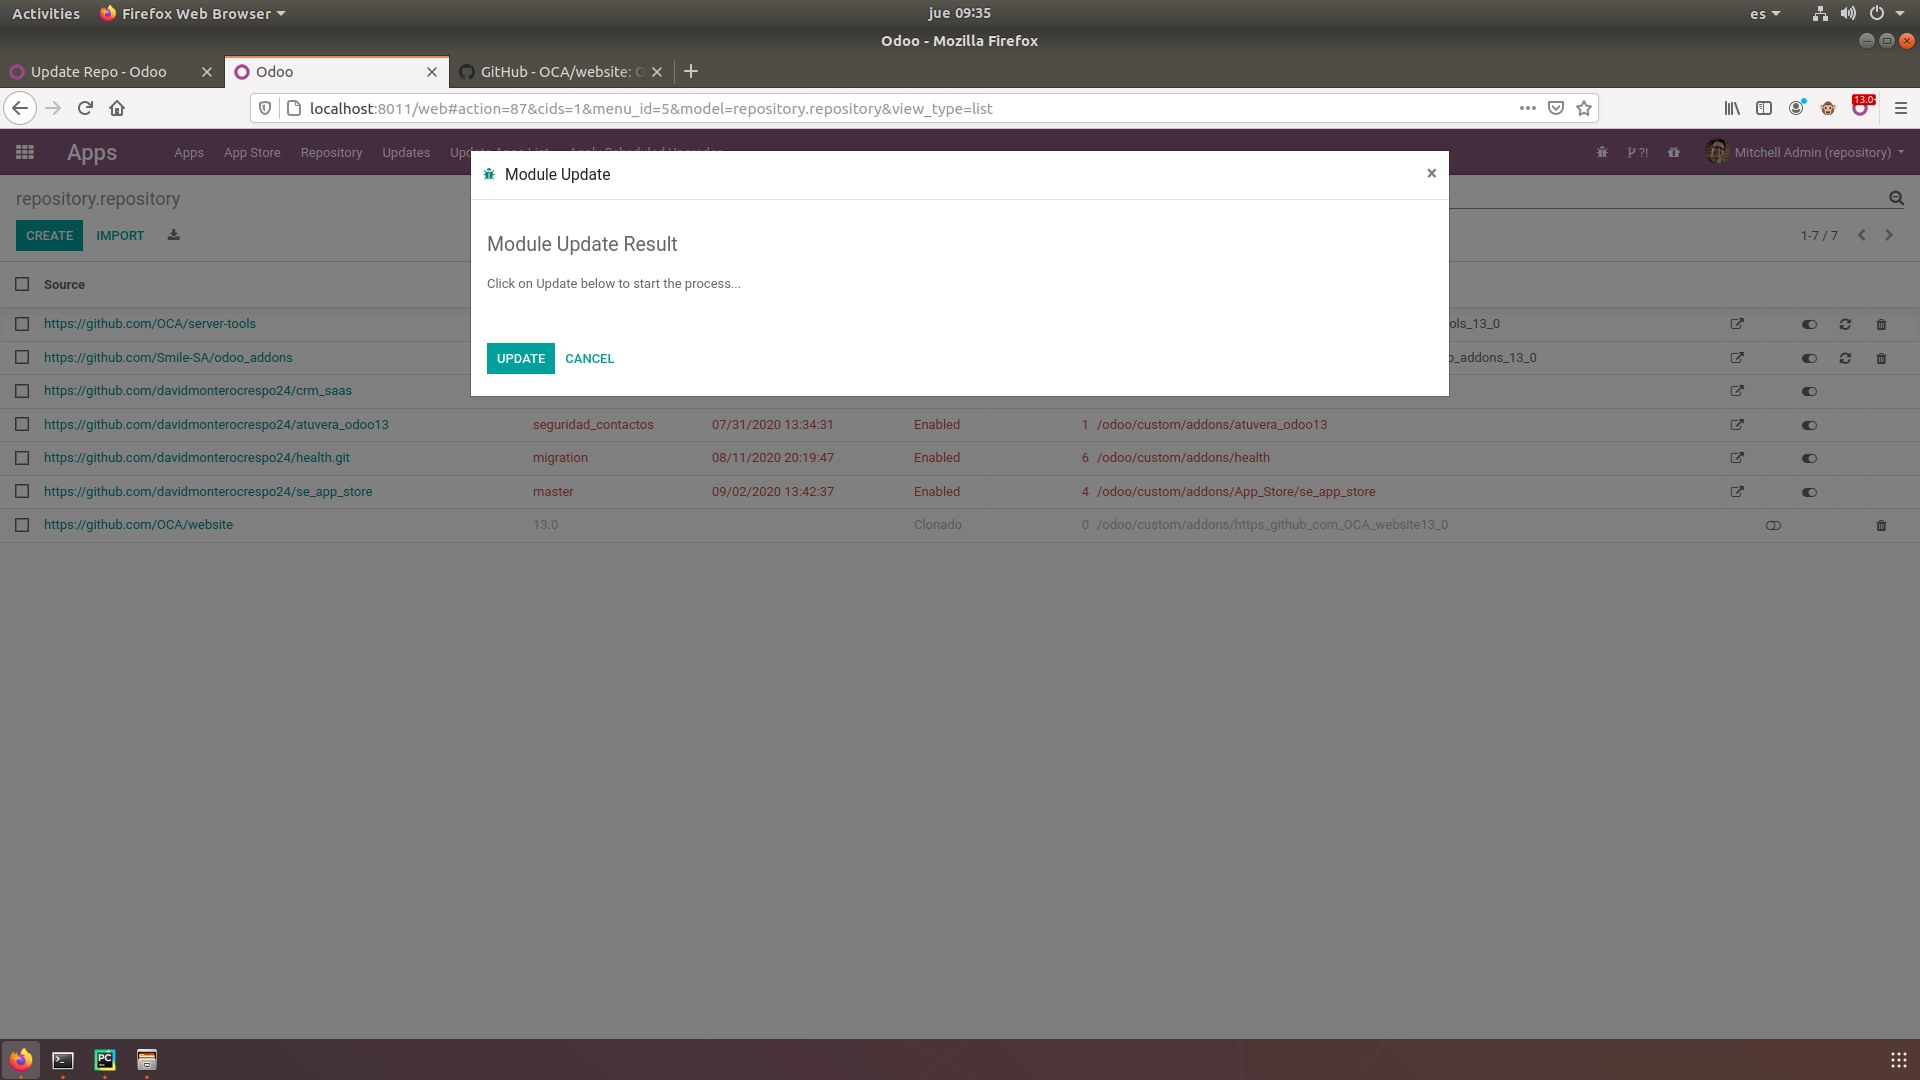 Activities Firefox Web Browser jue 09:35 es
Odoo - Mozilla Firefox
Update Repo - Odoo Odoo GitHub - OCA/website:
localhost:8011/web#action=87&cids=1&menu_id=5&model=repository.repository&view_type=list 13.0
Apps Apps App Store Repository Updates ?! Mitchell Admin (repository)
Module Update ×
repository.repository
Module Update Result
CREATE IMPORT 1-7 / 7
Click on Update below to start the process...
Source
https://github.com/OCA/server-tools ols_13_0
https://github.com/Smile-SA/odoo_addons _addons_13_0
UPDATE CANCEL
https://github.com/davidmonterocrespo24/crm_saas
https://github.com/davidmonterocrespo24/atuvera_odoo13 seguridad_contactos 07/31/2020 13:34:31 Enabled 1 /odoo/custom/addons/atuvera_odoo13
https://github.com/davidmonterocrespo24/health.git migration 08/11/2020 20:19:47 Enabled 6 /odoo/custom/addons/health
https://github.com/davidmonterocrespo24/se_app_store master 09/02/2020 13:42:37 Enabled 4 /odoo/custom/addons/App_Store/se_app_store
https://github.com/OCA/website 13.0 Clonado 0 /odoo/custom/addons/https_github_com_OCA_website13_0
PC